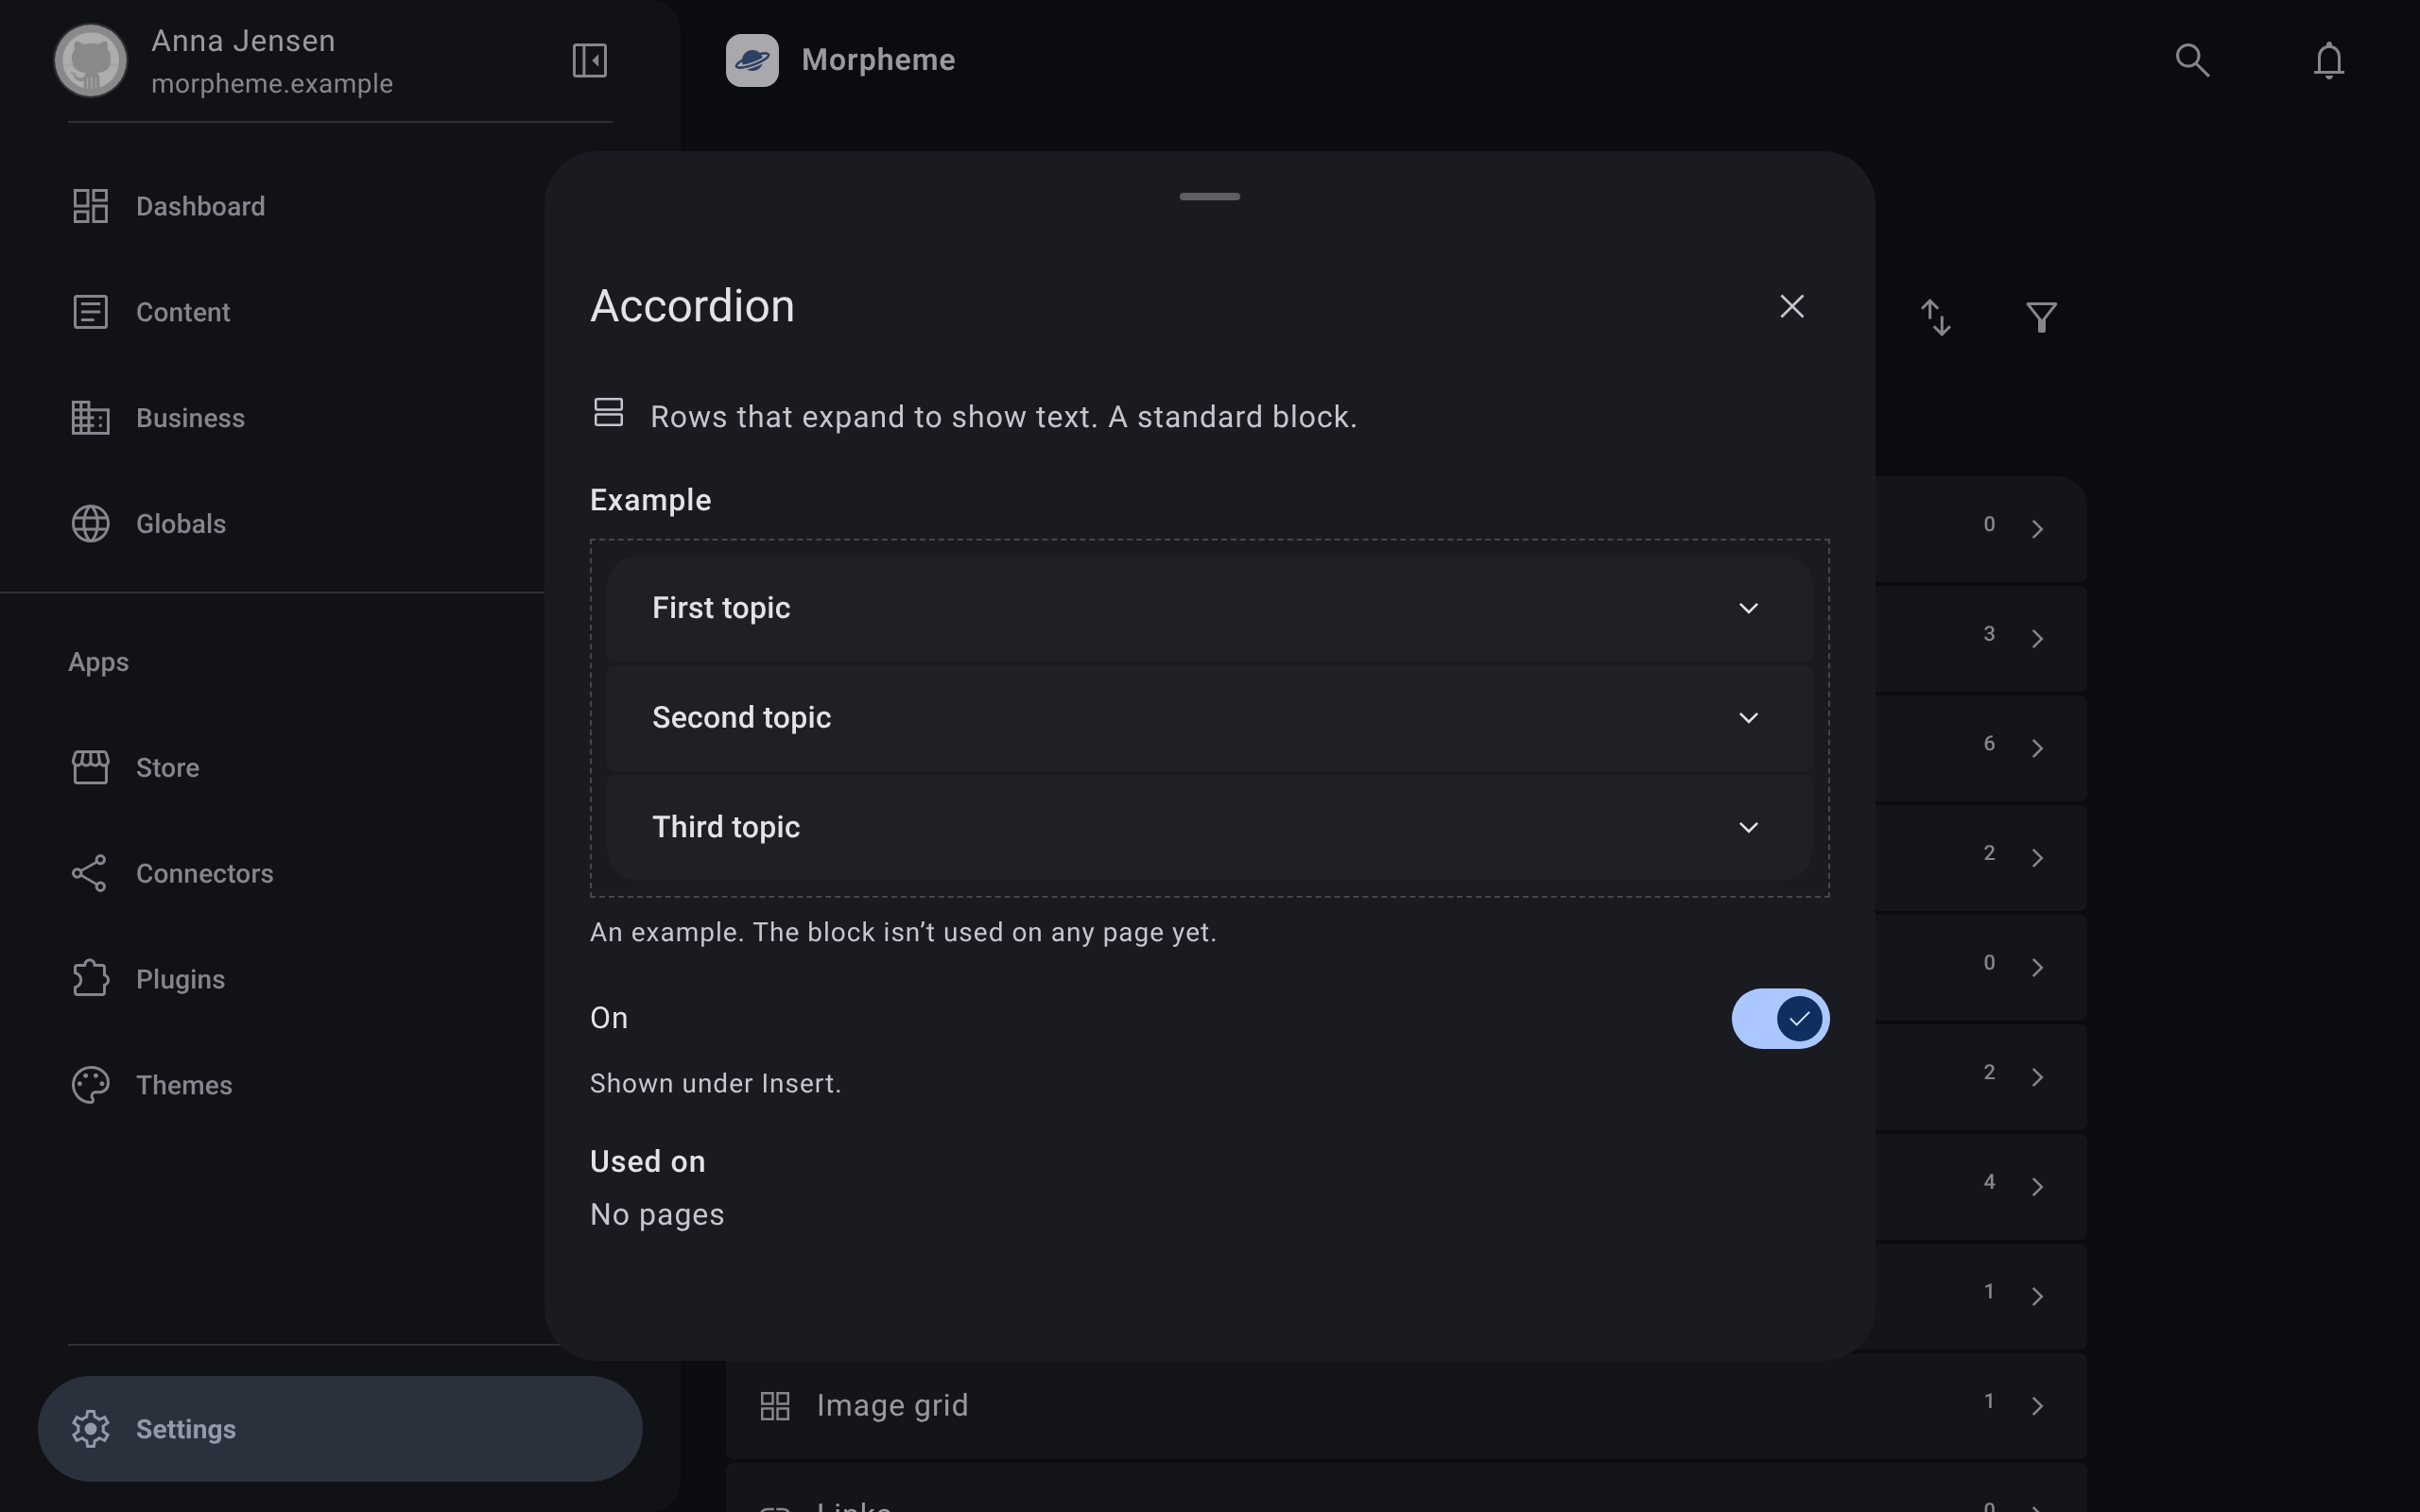 Anna Jensen
morpheme.example
Morpheme
Dashboard
Content
Business
Globals
Apps
Store
Connectors
Plugins
Themes
Settings
Accordion
Rows that expand to show text. A standard block.
Example
First topic
Second topic
Third topic
An example. The block isn’t used on any page yet.
On
Shown under Insert.
Used on
No pages
0
3
6
2
0
2
4
1
Image grid 1
Links 0